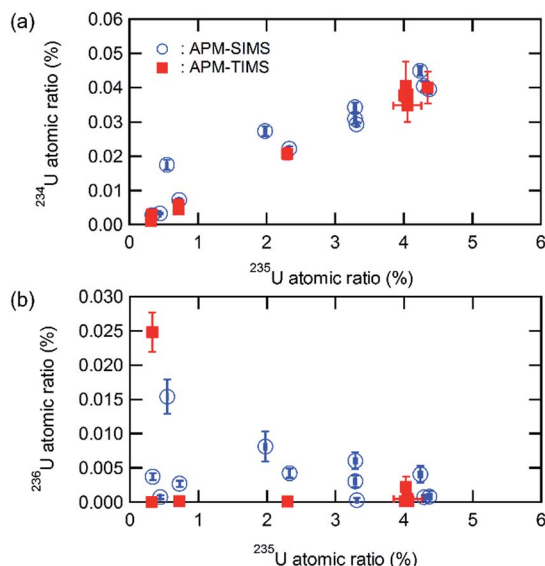 (a)
0.06
0.05
0.04
0.03
0.02
0.01
0.00
²³⁴U atomic ratio (%)
: APM-SIMS
: APM-TIMS
0 1 2 3 4 5 6
²³⁵U atomic ratio (%)
(b)
0.030
0.025
0.020
0.015
0.010
0.005
0.000
²³⁶U atomic ratio (%)
0 1 2 3 4 5 6
²³⁵U atomic ratio (%)